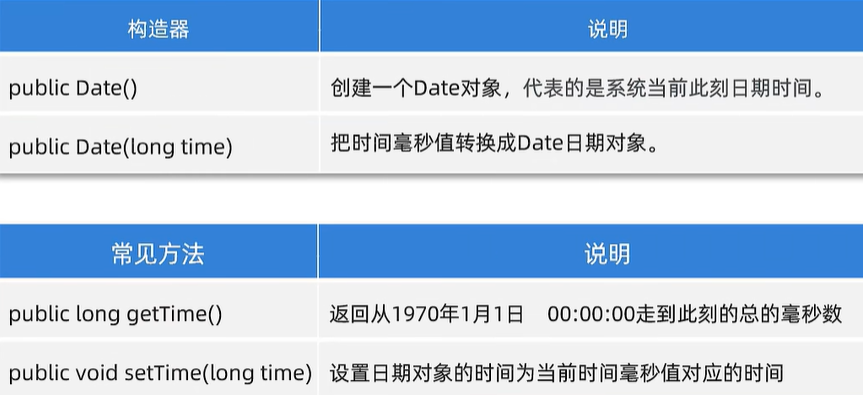 构造器 说明
public Date() 创建一个Date对象，代表的是系统当前此刻日期时间。
public Date(long time) 把时间毫秒值转换成Date日期对象。
常见方法 说明
public long getTime() 返回从1970年1月1日 00:00:00走到此刻的总的毫秒数
public void setTime(long time) 设置日期对象的时间为当前时间毫秒值对应的时间